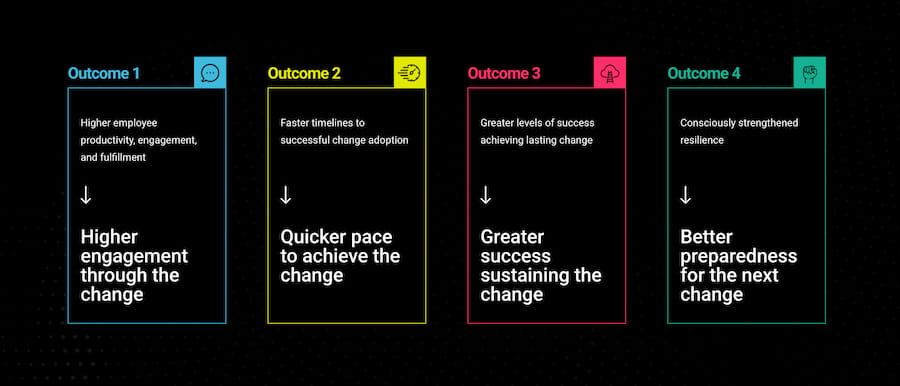 Outcome 1
Higher employee
productivity, engagement,
and fulfillment
Higher
engagement
through the
change
Outcome 2
Faster timelines to
successful change adoption
Quicker pace
to achieve the
change
Outcome 3
Greater levels of success
achieving lasting change
Greater
success
sustaining the
change
Outcome 4
Consciously strengthened
resilience
Better
preparedness
for the next
change